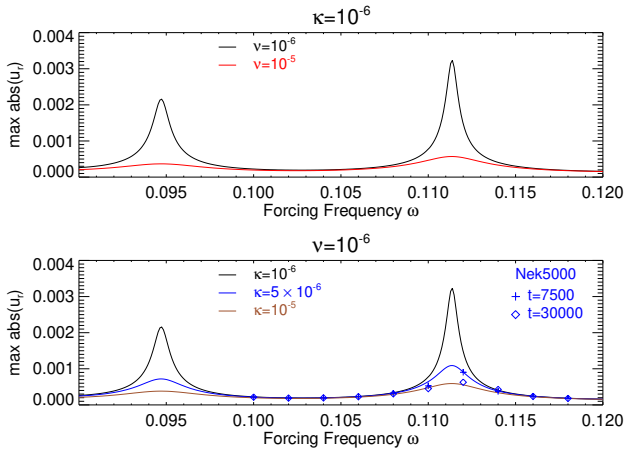 κ=10⁻⁶
0.004
0.003
0.002
0.001
0.000
max abs(uᵣ)
ν=10⁻⁶
ν=10⁻⁵
0.095 0.100 0.105 0.110 0.115 0.120
Forcing Frequency ω
ν=10⁻⁶
0.004
0.003
0.002
0.001
0.000
max abs(uᵣ)
κ=10⁻⁶
κ=5 × 10⁻⁶
κ=10⁻⁵
Nek5000
+ t=7500
◇ t=30000
0.095 0.100 0.105 0.110 0.115 0.120
Forcing Frequency ω